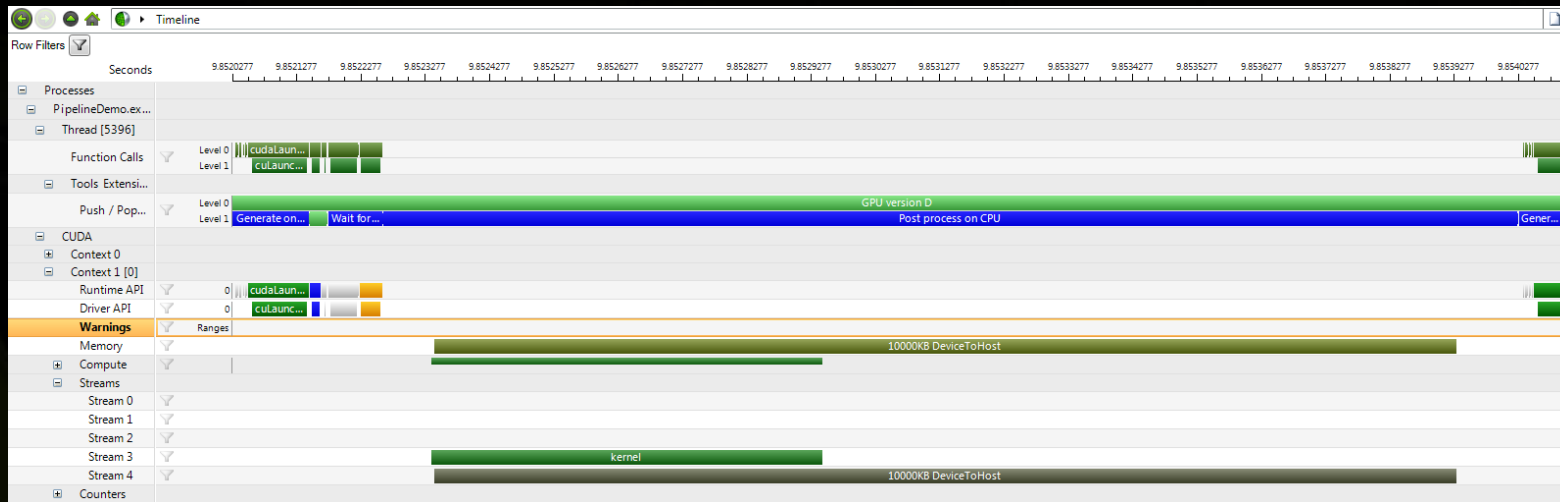 Timeline
Row Filters
Seconds 9.8520277 9.8521277 9.8522277 9.8523277 9.8524277 9.8525277 9.8526277 9.8527277 9.8528277 9.8529277 9.8530277 9.8531277 9.8532277 9.8533277 9.8534277 9.8535277 9.8536277 9.8537277 9.8538277 9.8539277 9.8540277
Processes
PipelineDemo.ex...
Thread [5396]
Function Calls
Level 0 cudaLaun...
Level 1 cuLaunc...
Tools Extensi...
Push / Pop...
Level 0 GPU version D
Level 1 Generate on... Wait for... Post process on CPU Gener...
CUDA
Context 0
Context 1 [0]
Runtime API 0 cudaLaun...
Driver API 0 cuLaunc...
Warnings Ranges
Memory 10000KB DeviceToHost
Compute
Streams
Stream 0
Stream 1
Stream 2
Stream 3 kernel
Stream 4 10000KB DeviceToHost
Counters